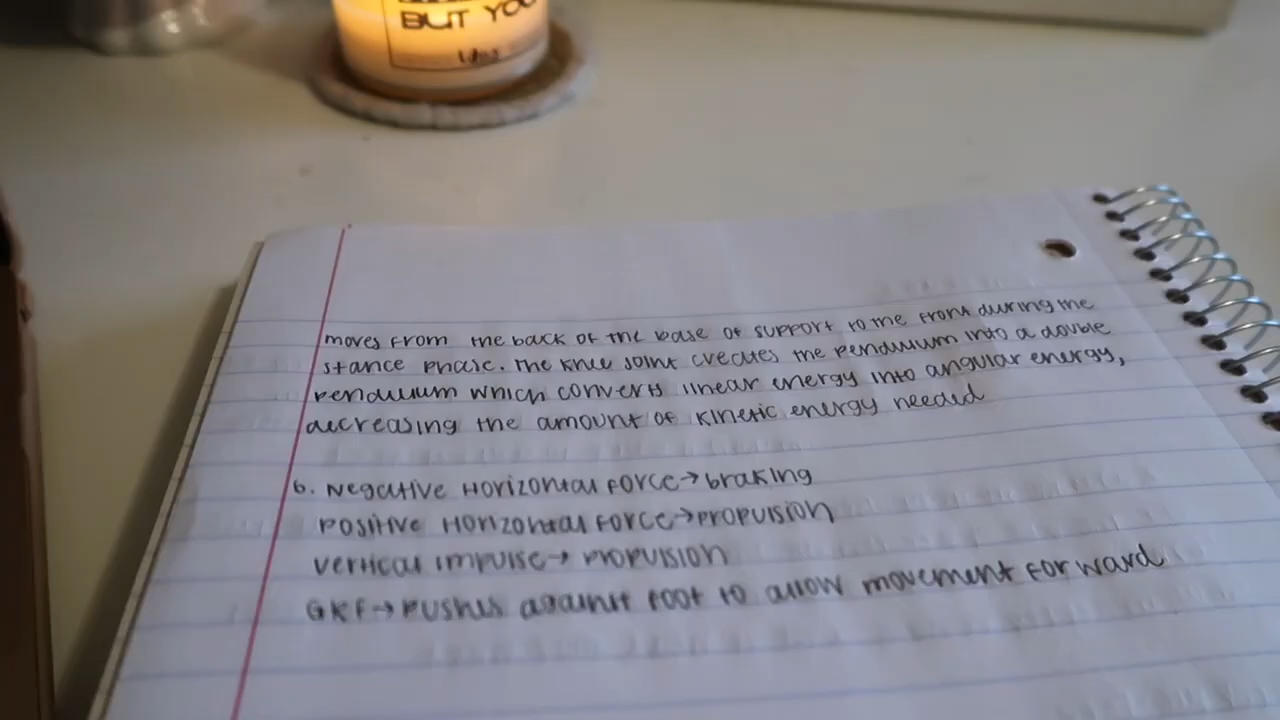 BUT YOU
moves from the back of the base of support to the front during the
stance phase. The knee joint creates the pendulum into a double
pendulum which converts linear energy into angular energy,
decreasing the amount of kinetic energy needed
6. Negative Horizontal Force→braking
Positive Horizontal Force→propulsion
Vertical impulse→ propulsion
GRF→Pushes against foot to allow movement forward